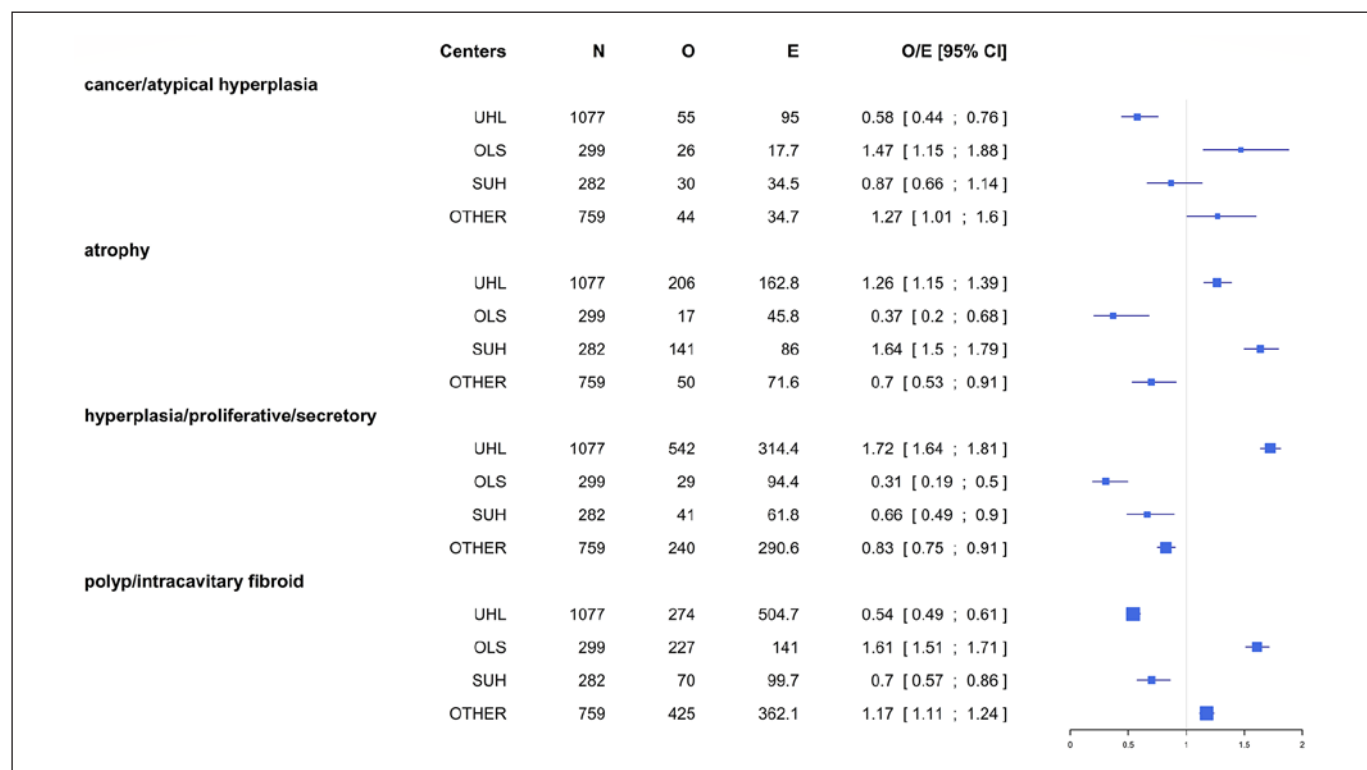 Centers N O E O/E [95% CI]
cancer/atypical hyperplasia
UHL 1077 55 95 0.58 [ 0.44 ; 0.76 ]
OLS 299 26 17.7 1.47 [ 1.15 ; 1.88 ]
SUH 282 30 34.5 0.87 [ 0.66 ; 1.14 ]
OTHER 759 44 34.7 1.27 [ 1.01 ; 1.6 ]
atrophy
UHL 1077 206 162.8 1.26 [ 1.15 ; 1.39 ]
OLS 299 17 45.8 0.37 [ 0.2 ; 0.68 ]
SUH 282 141 86 1.64 [ 1.5 ; 1.79 ]
OTHER 759 50 71.6 0.7 [ 0.53 ; 0.91 ]
hyperplasia/proliferative/secretory
UHL 1077 542 314.4 1.72 [ 1.64 ; 1.81 ]
OLS 299 29 94.4 0.31 [ 0.19 ; 0.5 ]
SUH 282 41 61.8 0.66 [ 0.49 ; 0.9 ]
OTHER 759 240 290.6 0.83 [ 0.75 ; 0.91 ]
polyp/intracavitary fibroid
UHL 1077 274 504.7 0.54 [ 0.49 ; 0.61 ]
OLS 299 227 141 1.61 [ 1.51 ; 1.71 ]
SUH 282 70 99.7 0.7 [ 0.57 ; 0.86 ]
OTHER 759 425 362.1 1.17 [ 1.11 ; 1.24 ]
0 0.5 1 1.5 2